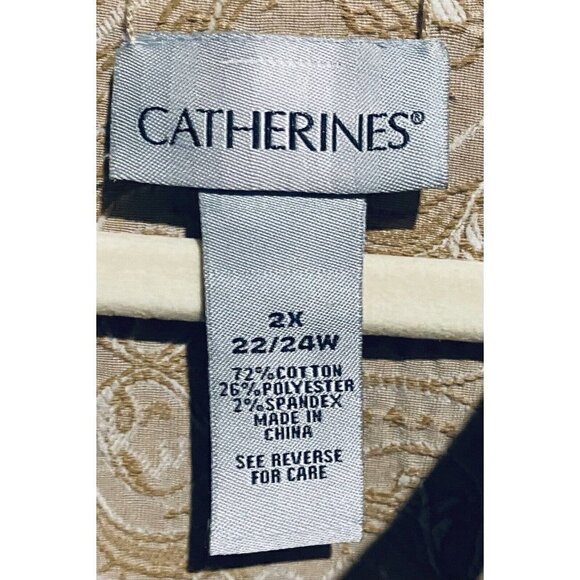 CATHERINES®
2X
22/24W
72%COTTON
26%POLYESTER
2%SPANDEX
MADE IN
CHINA
SEE REVERSE
FOR CARE